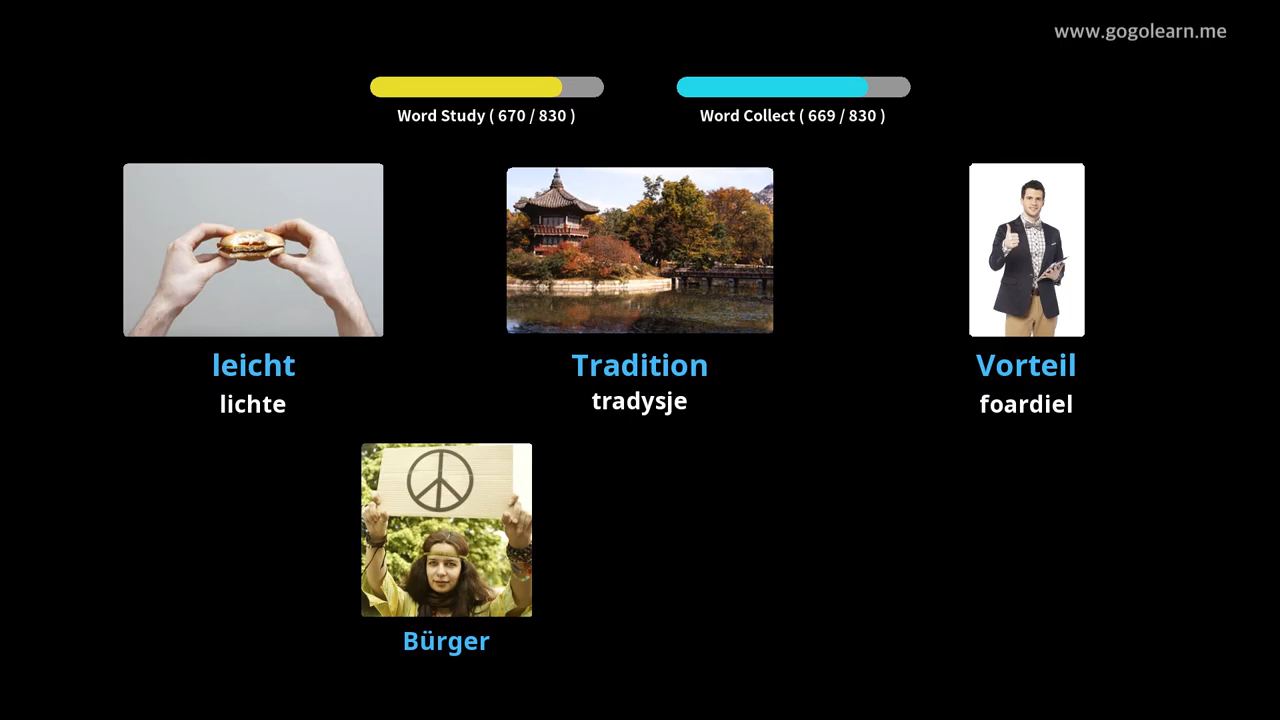 www.gogolearn.me
Word Study ( 670 / 830 )
Word Collect ( 669 / 830 )
leicht
lichte
Tradition
tradysje
Vorteil
foardiel
Bürger